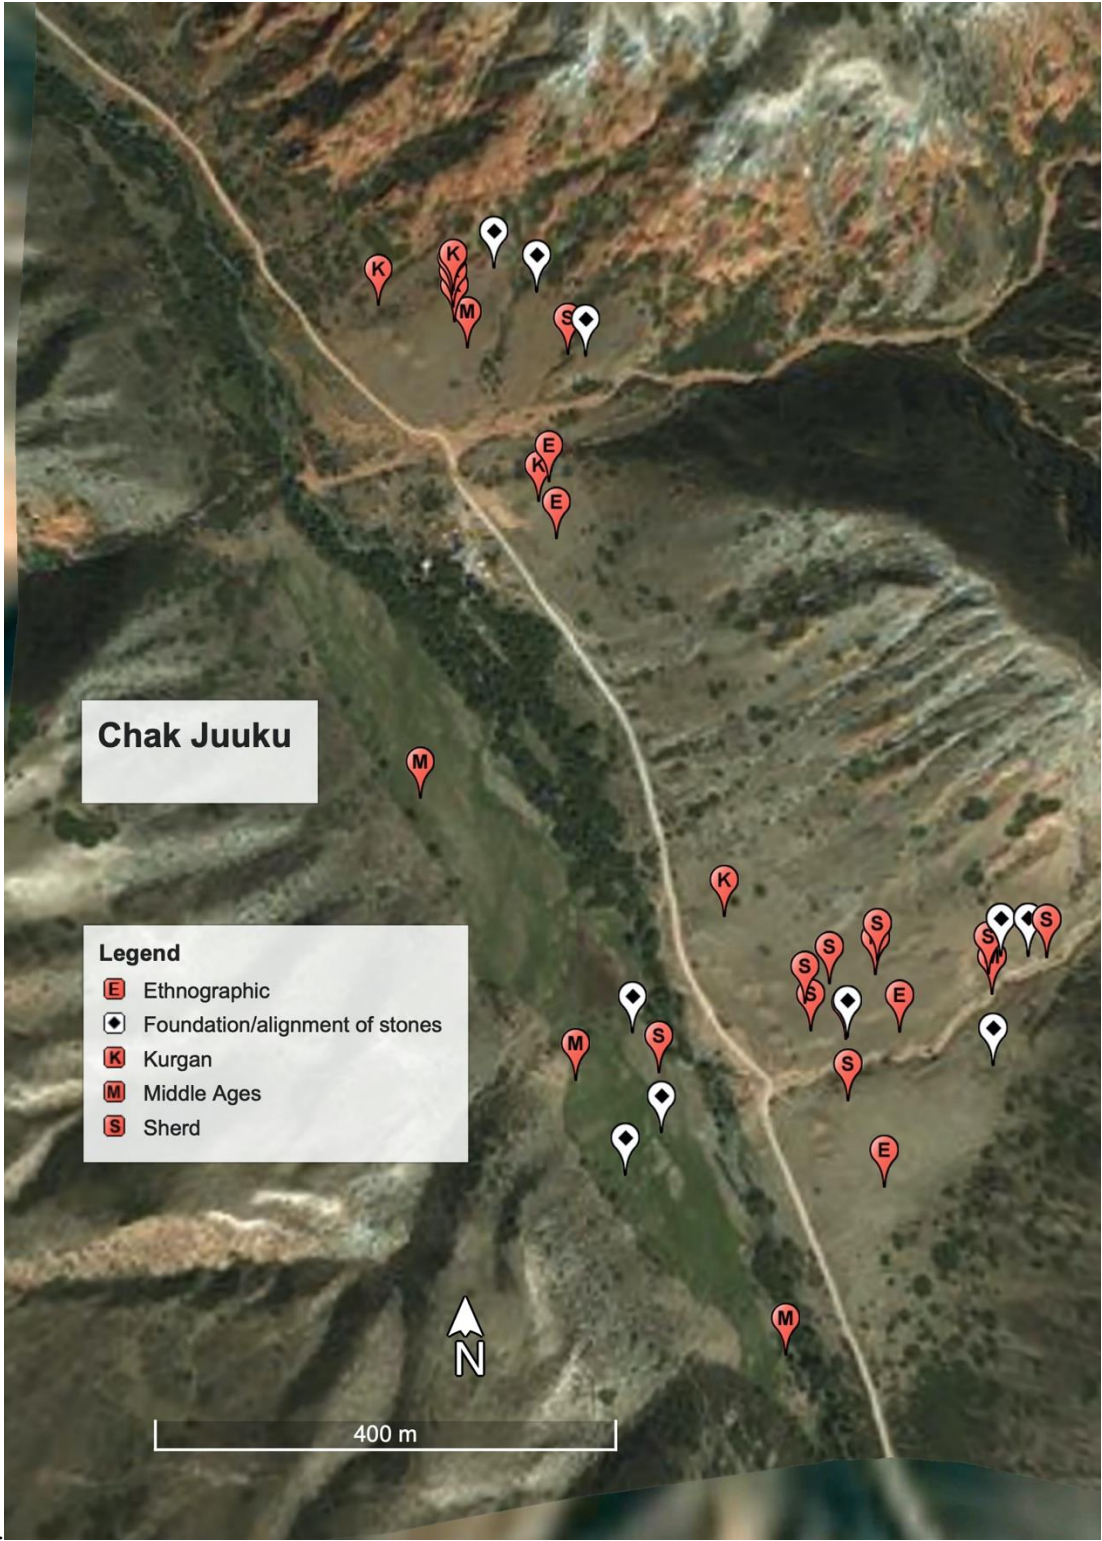 K
K
M
S
E
K
E
Chak Juuku
M
K
S
S
S
S
S
S
E
Legend
E Ethnographic
Foundation/alignment of stones
K Kurgan
M Middle Ages
S Sherd
M
S
S
E
M
N
400 m